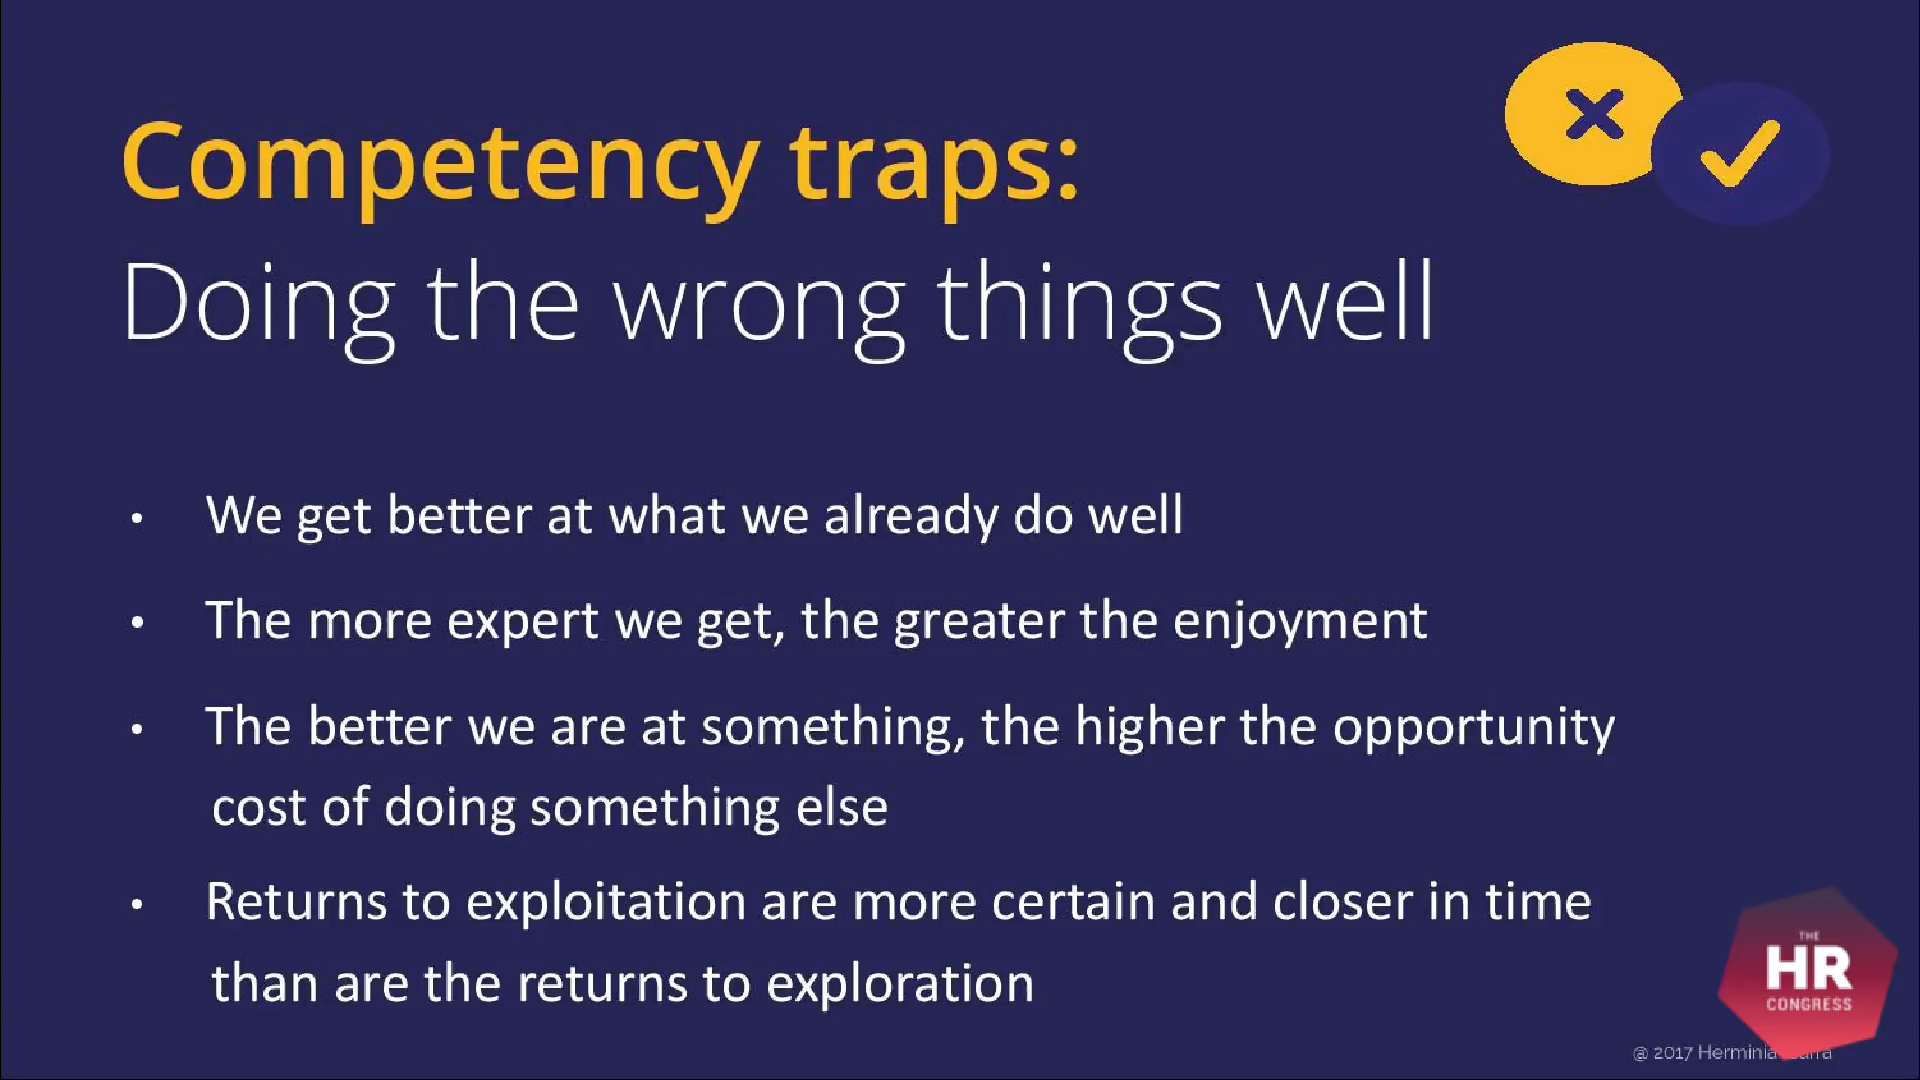 Competency traps:
Doing the wrong things well
• We get better at what we already do well
• The more expert we get, the greater the enjoyment
• The better we are at something, the higher the opportunity
cost of doing something else
• Returns to exploitation are more certain and closer in time
than are the returns to exploration
THE
HR
CONGRESS
@ 2017 Herminia